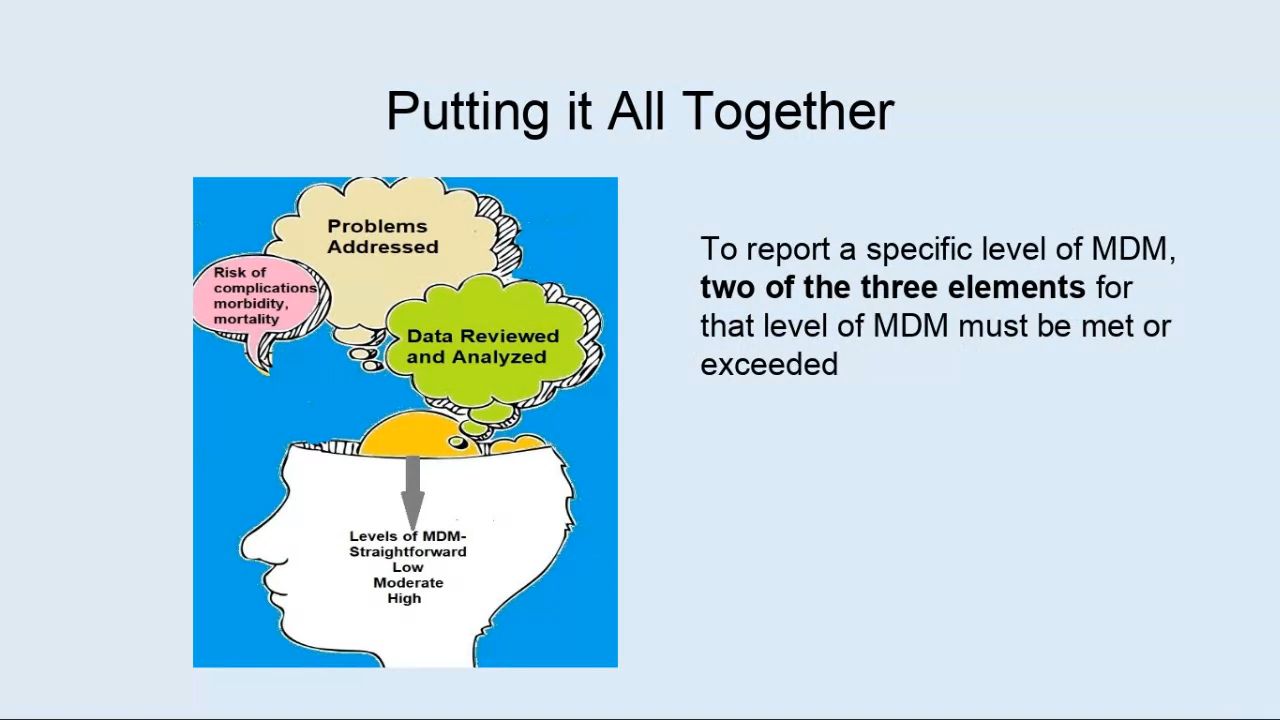 Putting it All Together
Problems
Addressed
Risk of
complications,
morbidity,
mortality
Data Reviewed
and Analyzed
Levels of MDM-
Straightforward
Low
Moderate
High
To report a specific level of MDM,
two of the three elements for
that level of MDM must be met or
exceeded